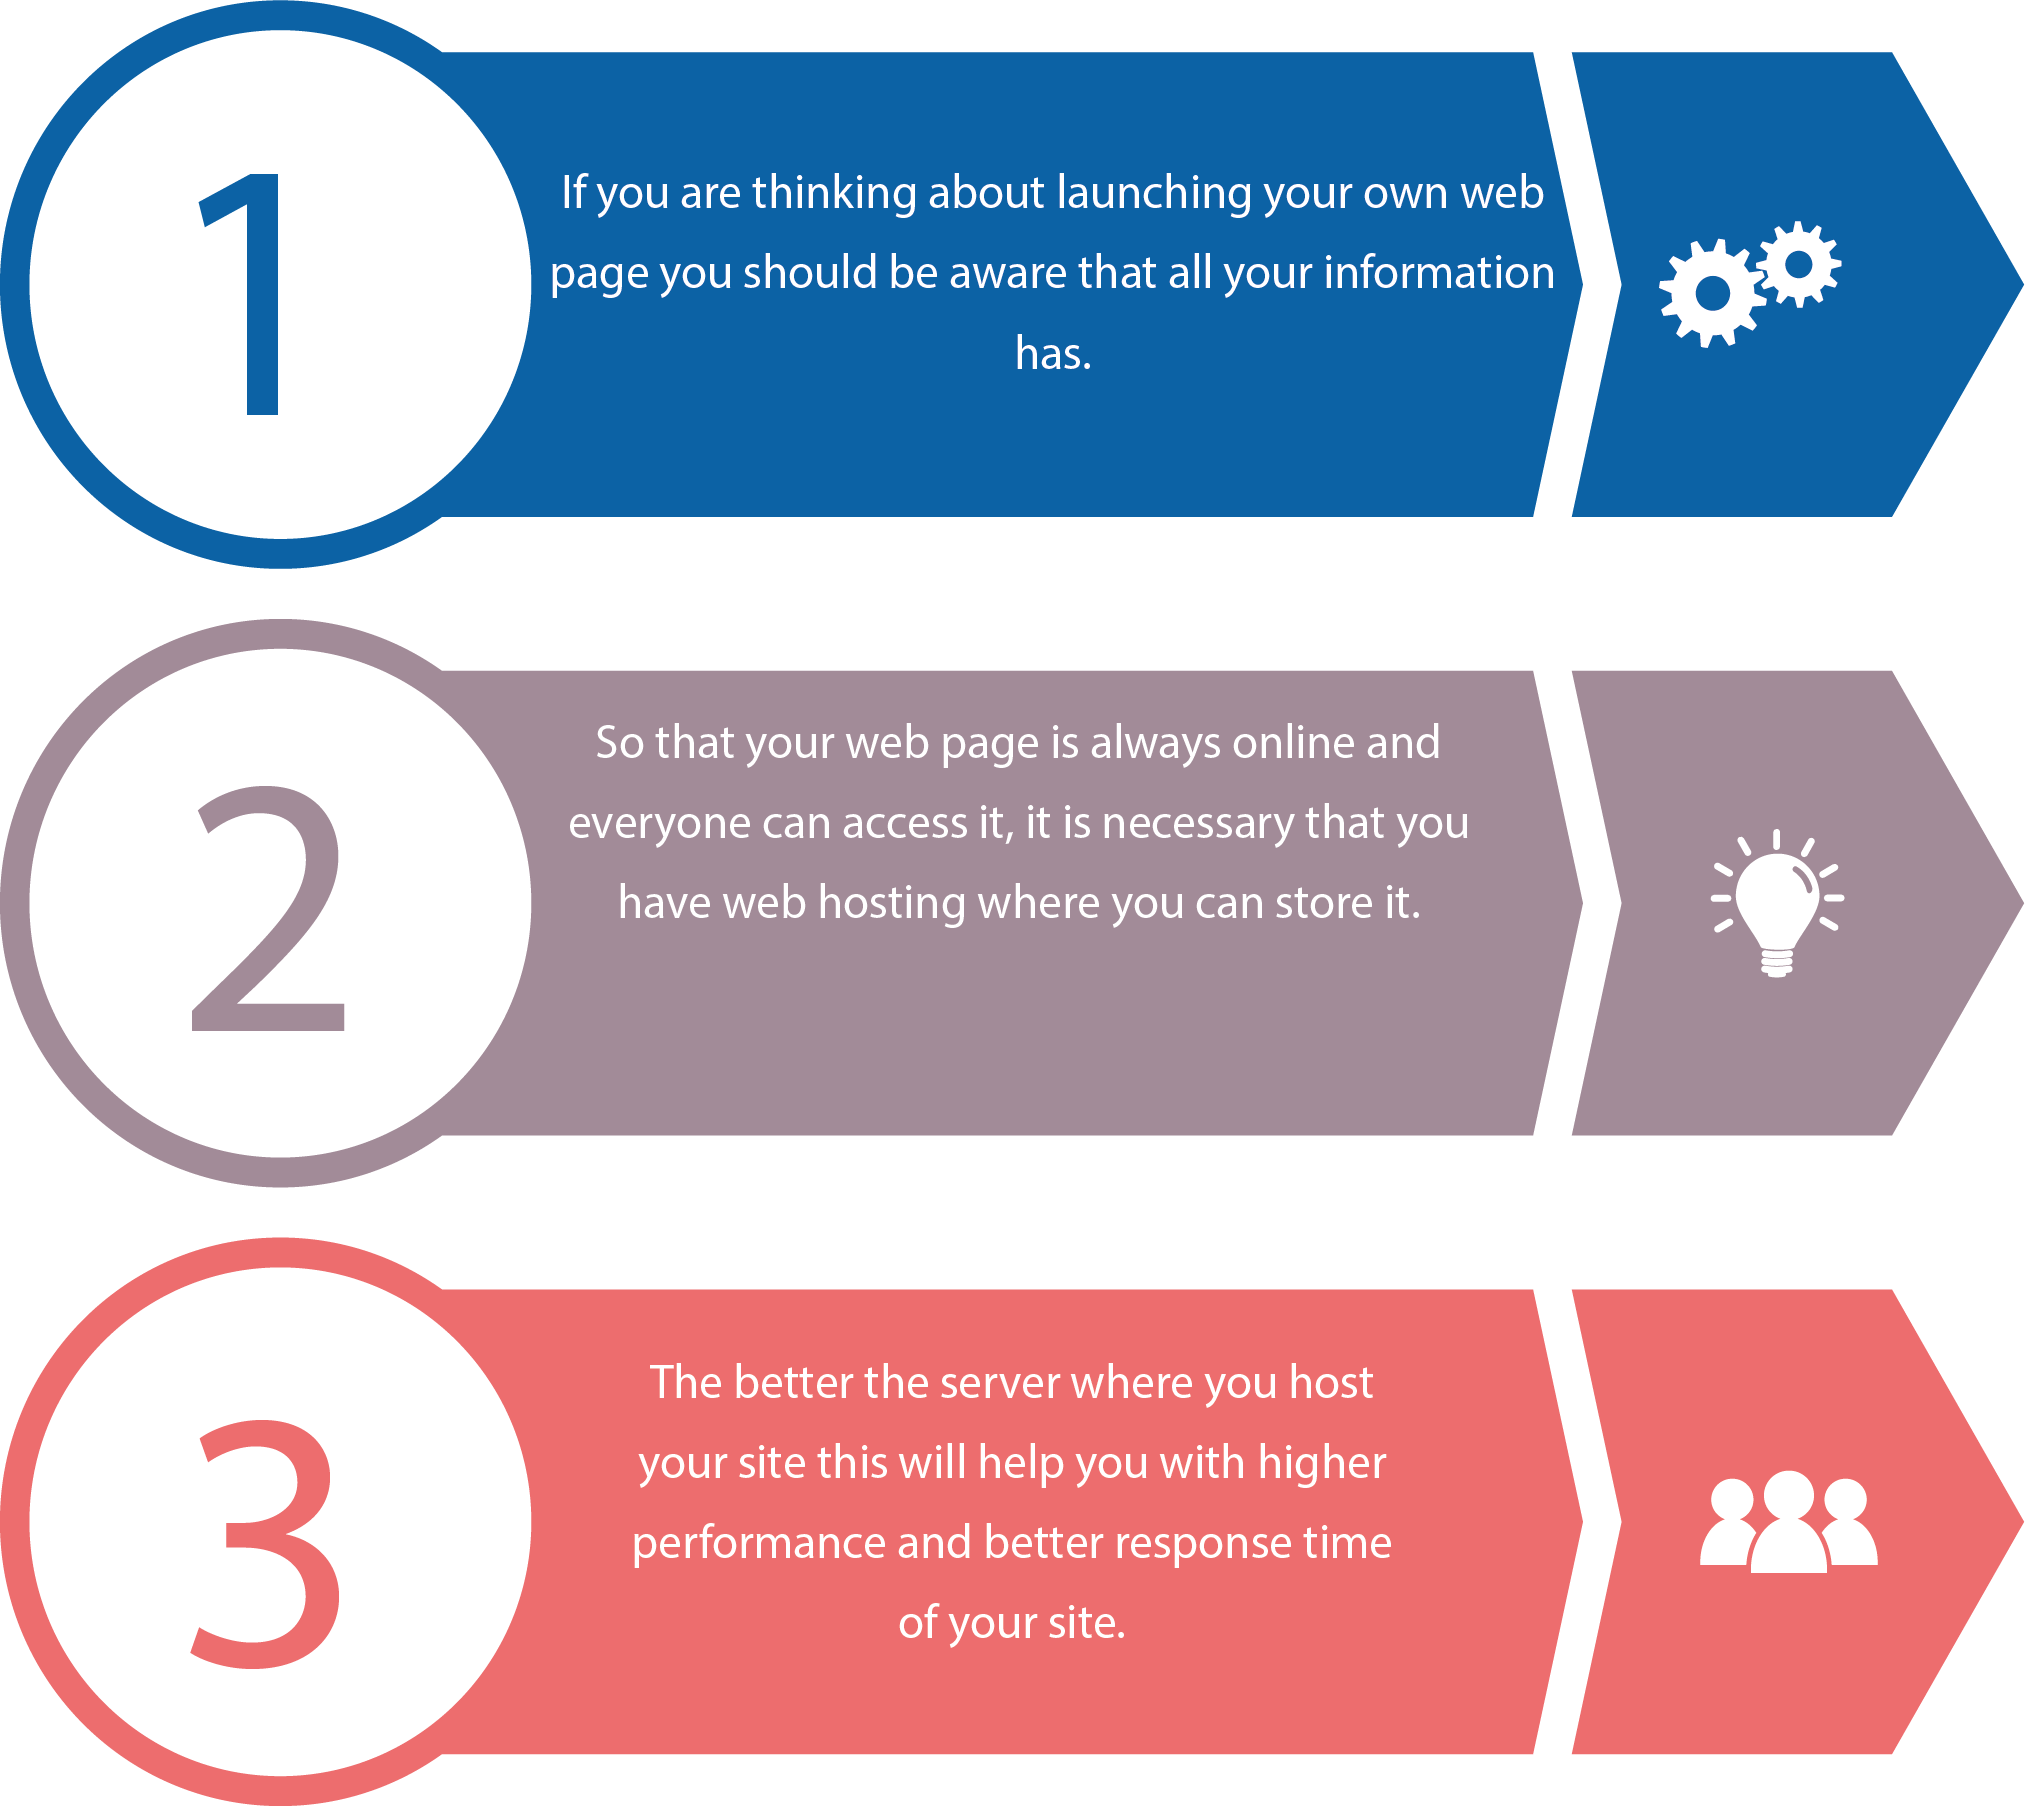 1
If you are thinking about launching your own web
page you should be aware that all your information
has.
2
So that your web page is always online and
everyone can access it, it is necessary that you
have web hosting where you can store it.
3
The better the server where you host
your site this will help you with higher
performance and better response time
of your site.